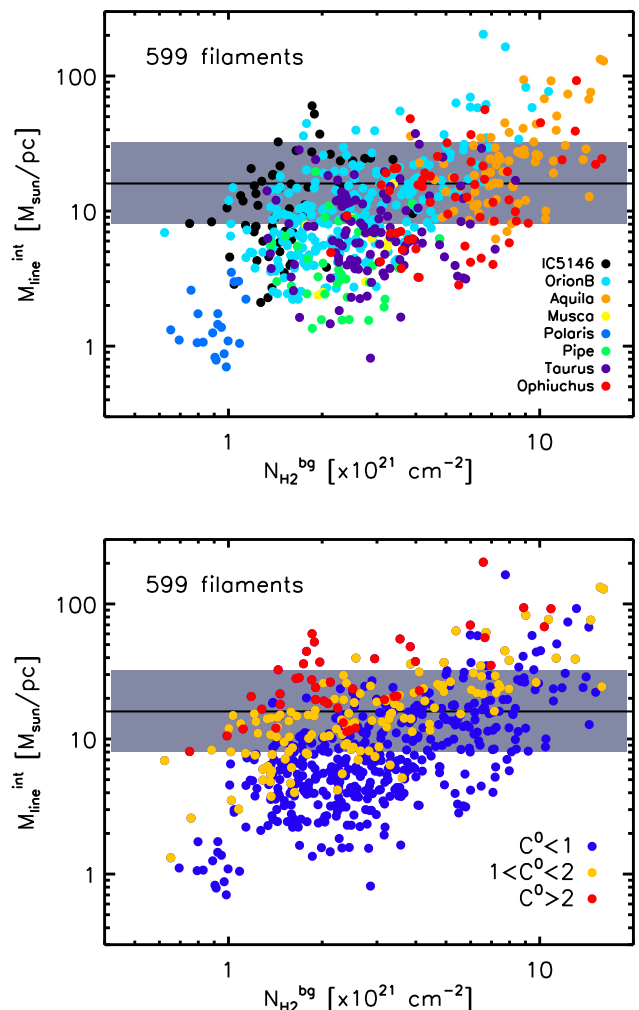 599 filaments
100
10
1
M_line^int [M_sun/pc]
IC5146
OrionB
Aquila
Musca
Polaris
Pipe
Taurus
Ophiuchus
1 10
N_H2^bg [x10^21 cm^-2]
599 filaments
100
10
1
M_line^int [M_sun/pc]
C^0<1
1<C^0<2
C^0>2
1 10
N_H2^bg [x10^21 cm^-2]